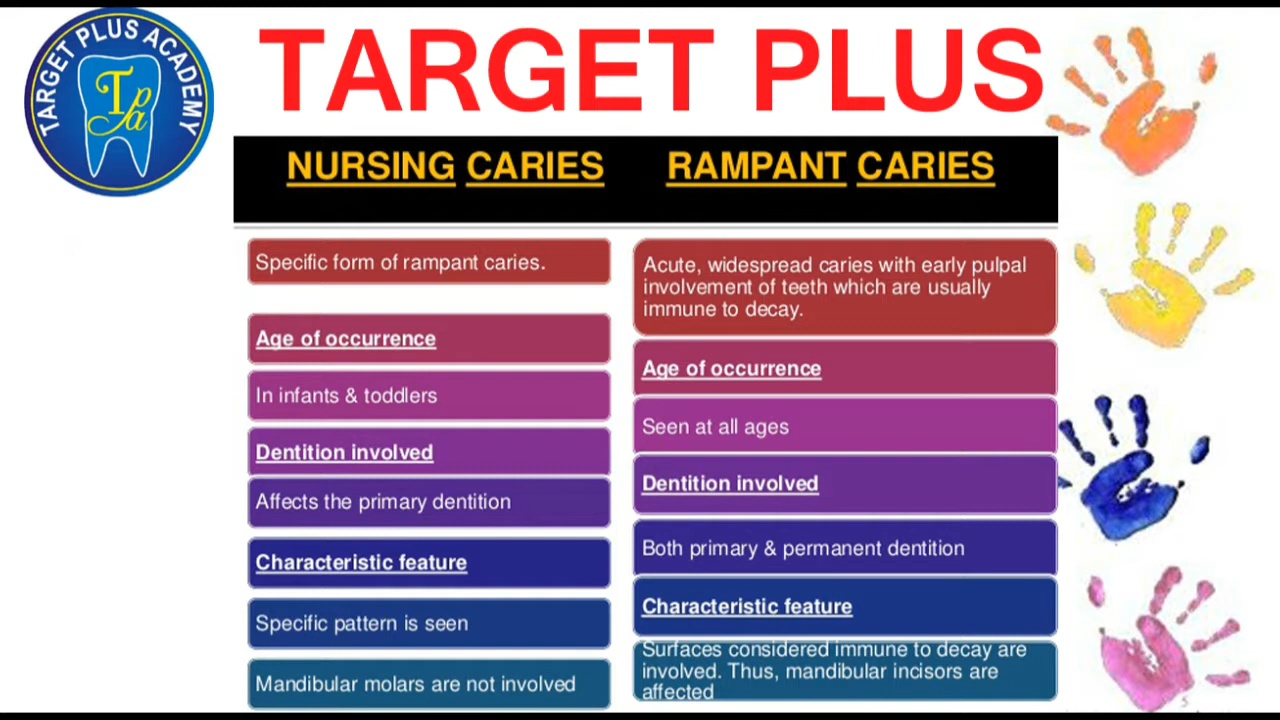 TARGET PLUS ACADEMY
Tpa
TARGET PLUS
NURSING CARIES
Specific form of rampant caries.
Age of occurrence
In infants & toddlers
Dentition involved
Affects the primary dentition
Characteristic feature
Specific pattern is seen
Mandibular molars are not involved
RAMPANT CARIES
Acute, widespread caries with early pulpal
involvement of teeth which are usually
immune to decay.
Age of occurrence
Seen at all ages
Dentition involved
Both primary & permanent dentition
Characteristic feature
Surfaces considered immune to decay are
involved. Thus, mandibular incisors are
affected